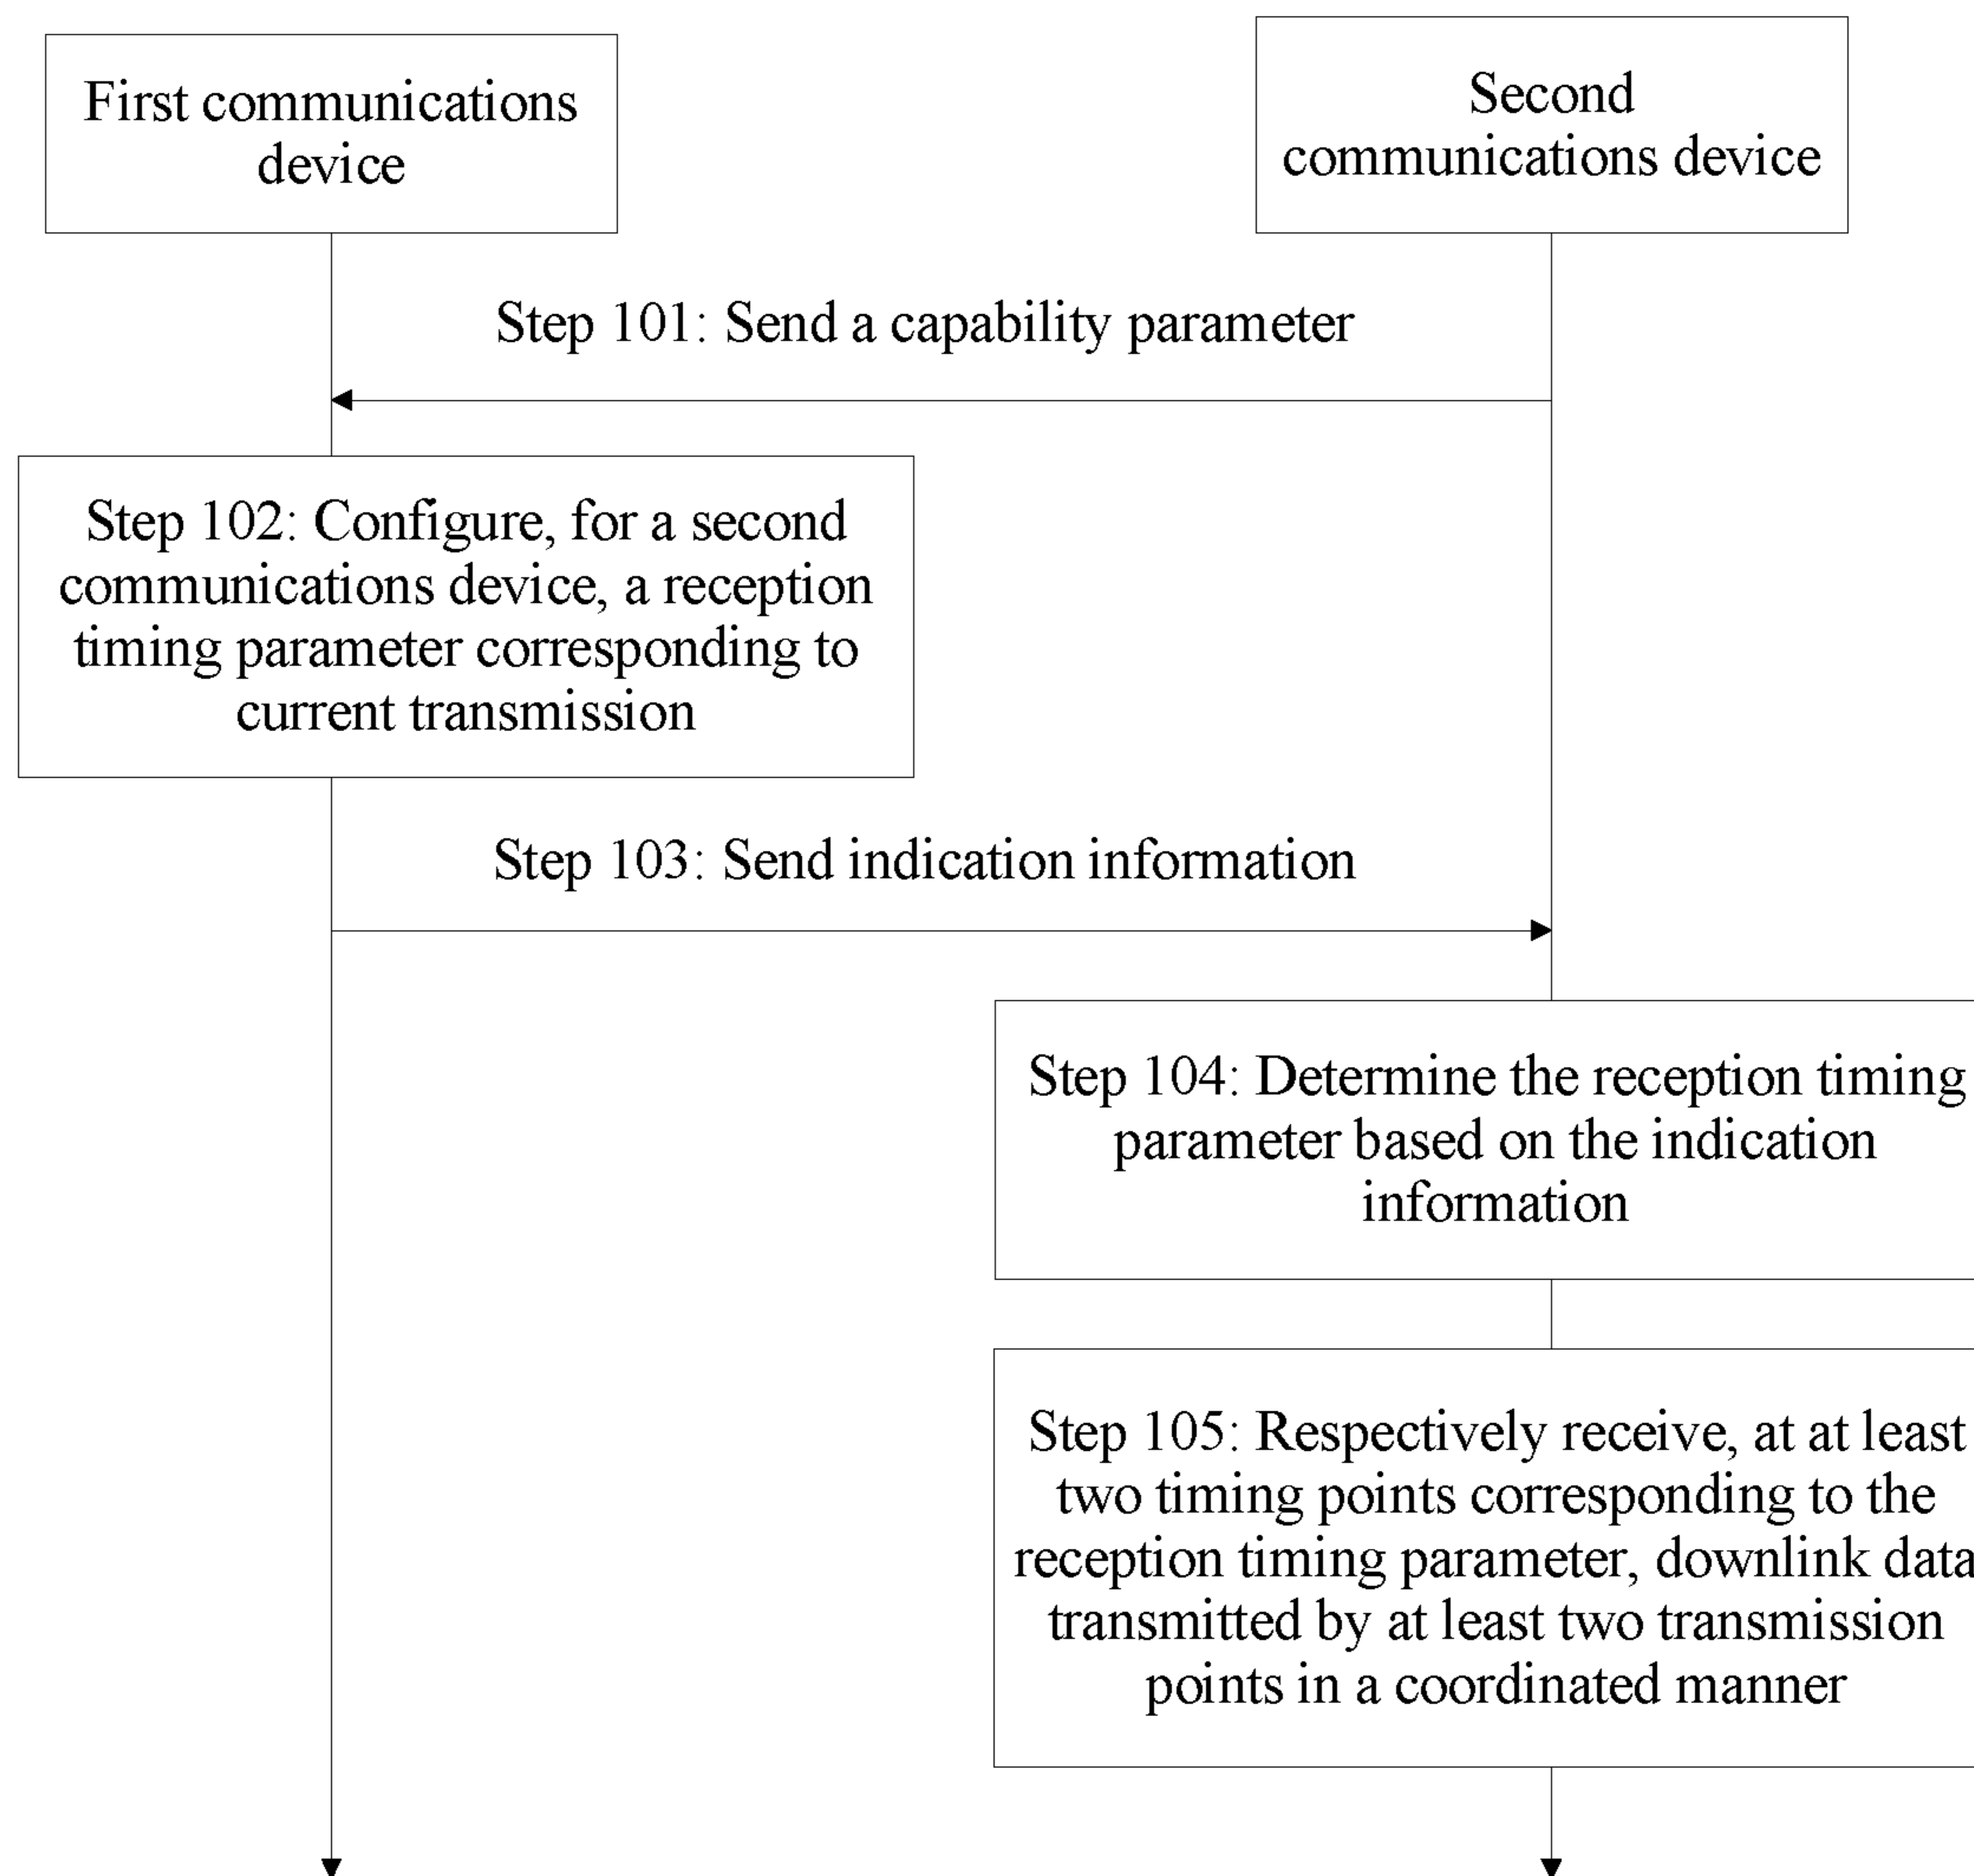 First communications
device
Second
communications device
Step 101: Send a capability parameter
Step 102: Configure, for a second
communications device, a reception
timing parameter corresponding to
current transmission
Step 103: Send indication information
Step 104: Determine the reception timing
parameter based on the indication
information
Step 105: Respectively receive, at at least
two timing points corresponding to the
reception timing parameter, downlink data
transmitted by at least two transmission
points in a coordinated manner